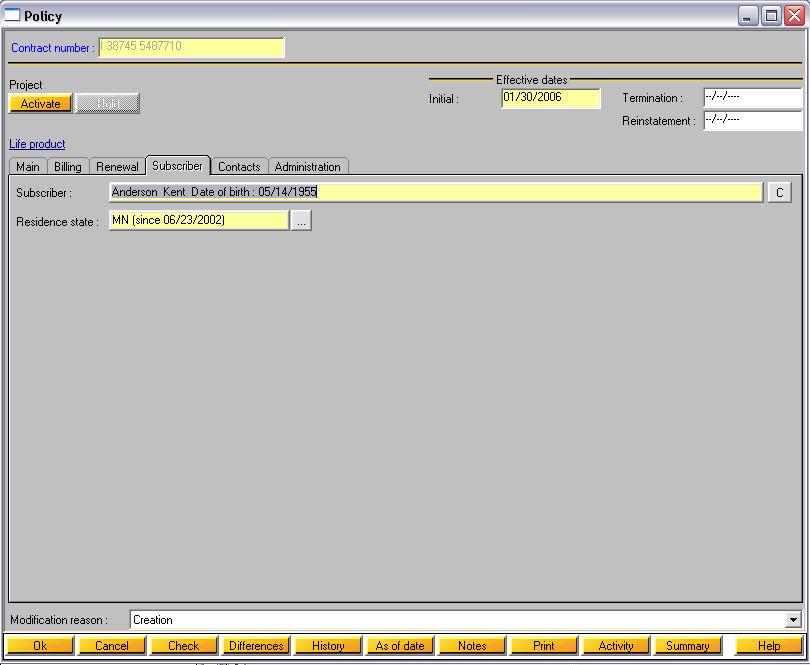 Policy
Contract number : I 38745 5487710
Project
Effective dates
Activate Hold
Initial : 01/30/2006 Termination : --/--/----
Reinstatement : --/--/----
Life product
Main Billing Renewal Subscriber Contacts Administration
Subscriber : Anderson Kent Date of birth : 05/14/1955 C
Residence state : MN (since 06/23/2002) ...
Modification reason : Creation
Ok Cancel Check Differences History As of date Notes Print Activity Summary Help